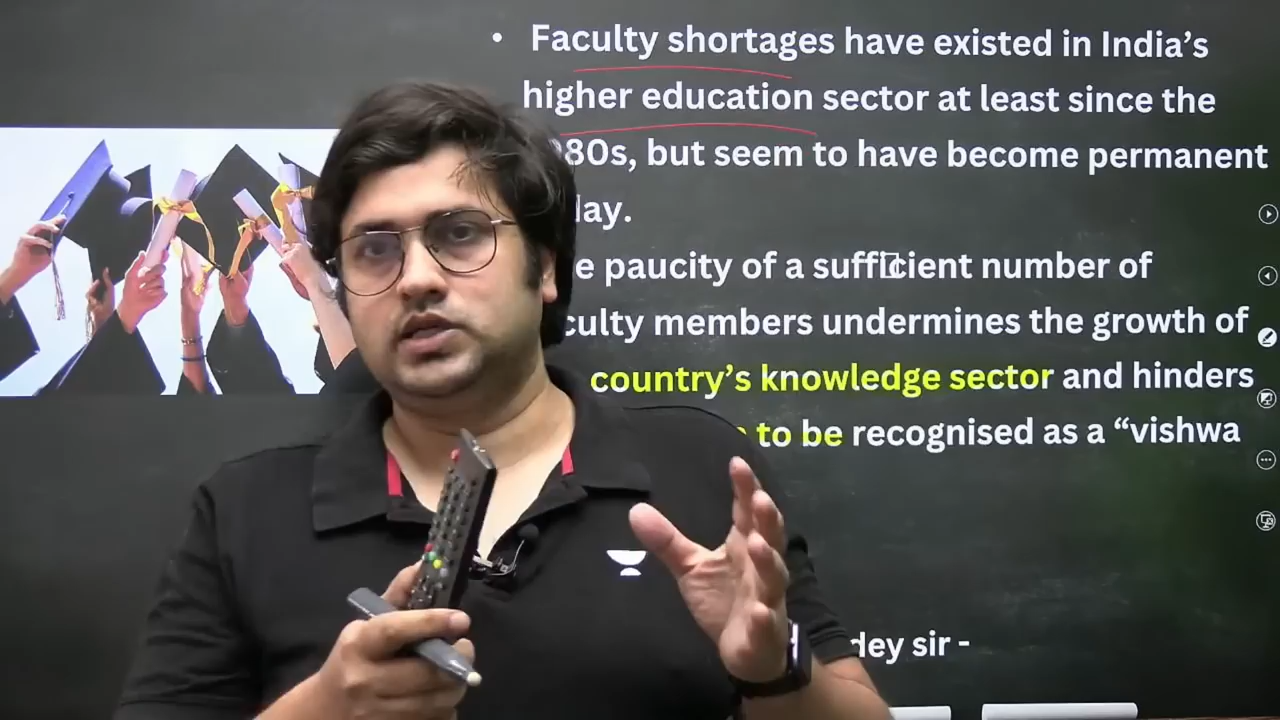 • Faculty shortages have existed in India’s
higher education sector at least since the
80s, but seem to have become permanent
day.
e paucity of a sufficient number of
culty members undermines the growth of
country’s knowledge sector and hinders
to be recognised as a “vishwa
dey sir -